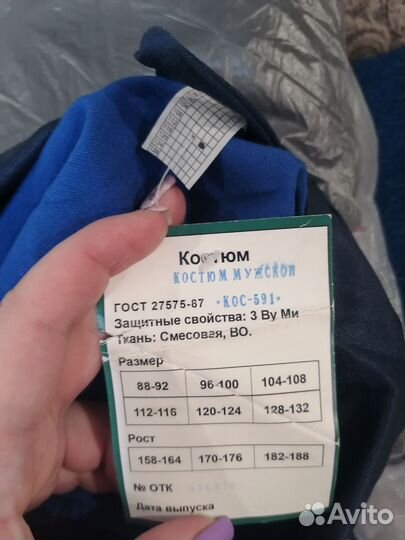 Костюм
КОСТЮМ МУЖСКОЙ
ГОСТ 27575-87 "КОС-591"
Защитные свойства: З Ву Ми
Ткань: Смесовая, ВО.
Размер
88-92 96-100 104-108
112-116 120-124 128-132
Рост
158-164 170-176 182-188
№ ОТК
Дата выпуска
Avito